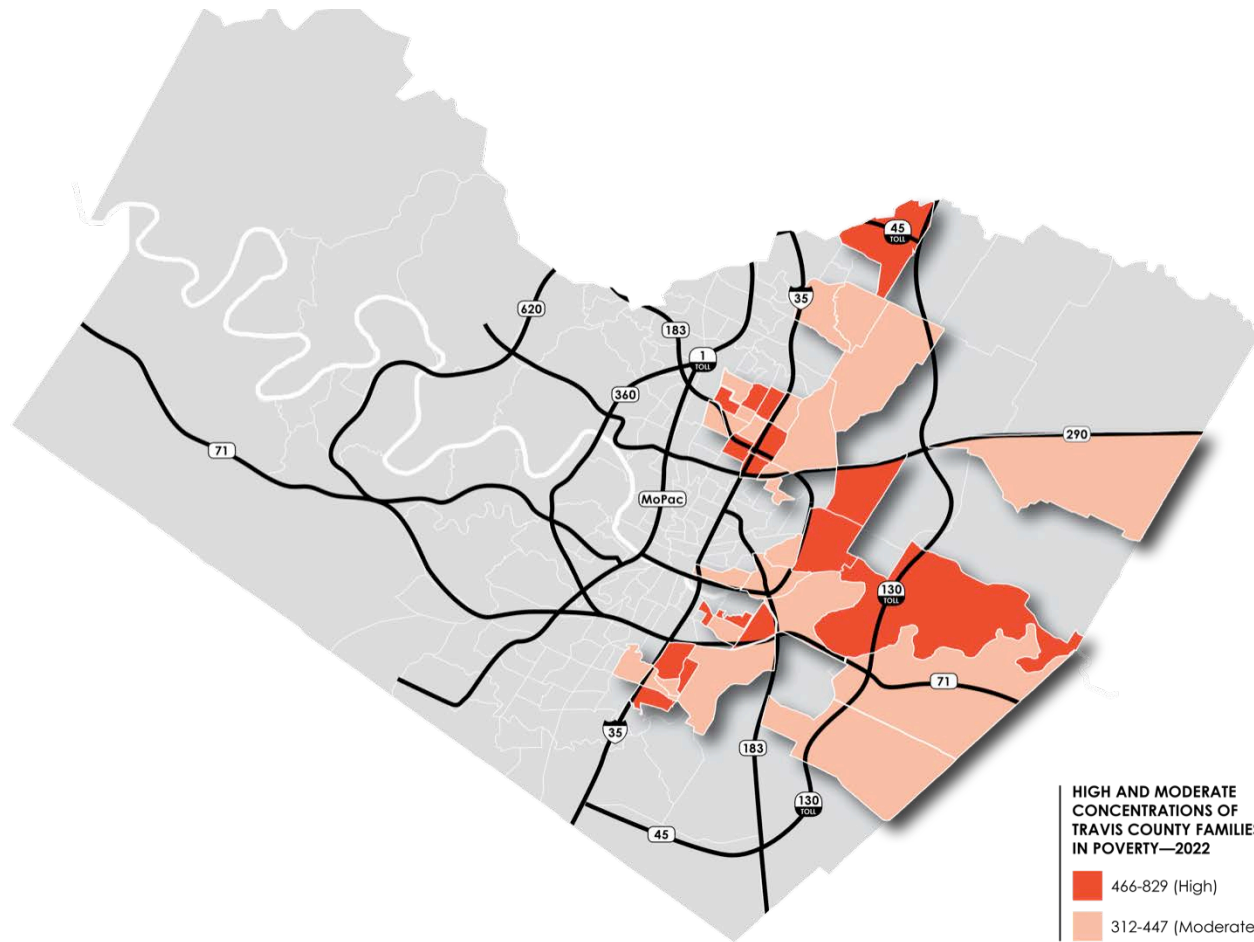 45
TOLL
35
620
183
1
TOLL
360
290
71
MoPac
130
TOLL
71
35
183
130
TOLL
45
HIGH AND MODERATE
CONCENTRATIONS OF
TRAVIS COUNTY FAMILIES
IN POVERTY—2022
466-829 (High)
312-447 (Moderate